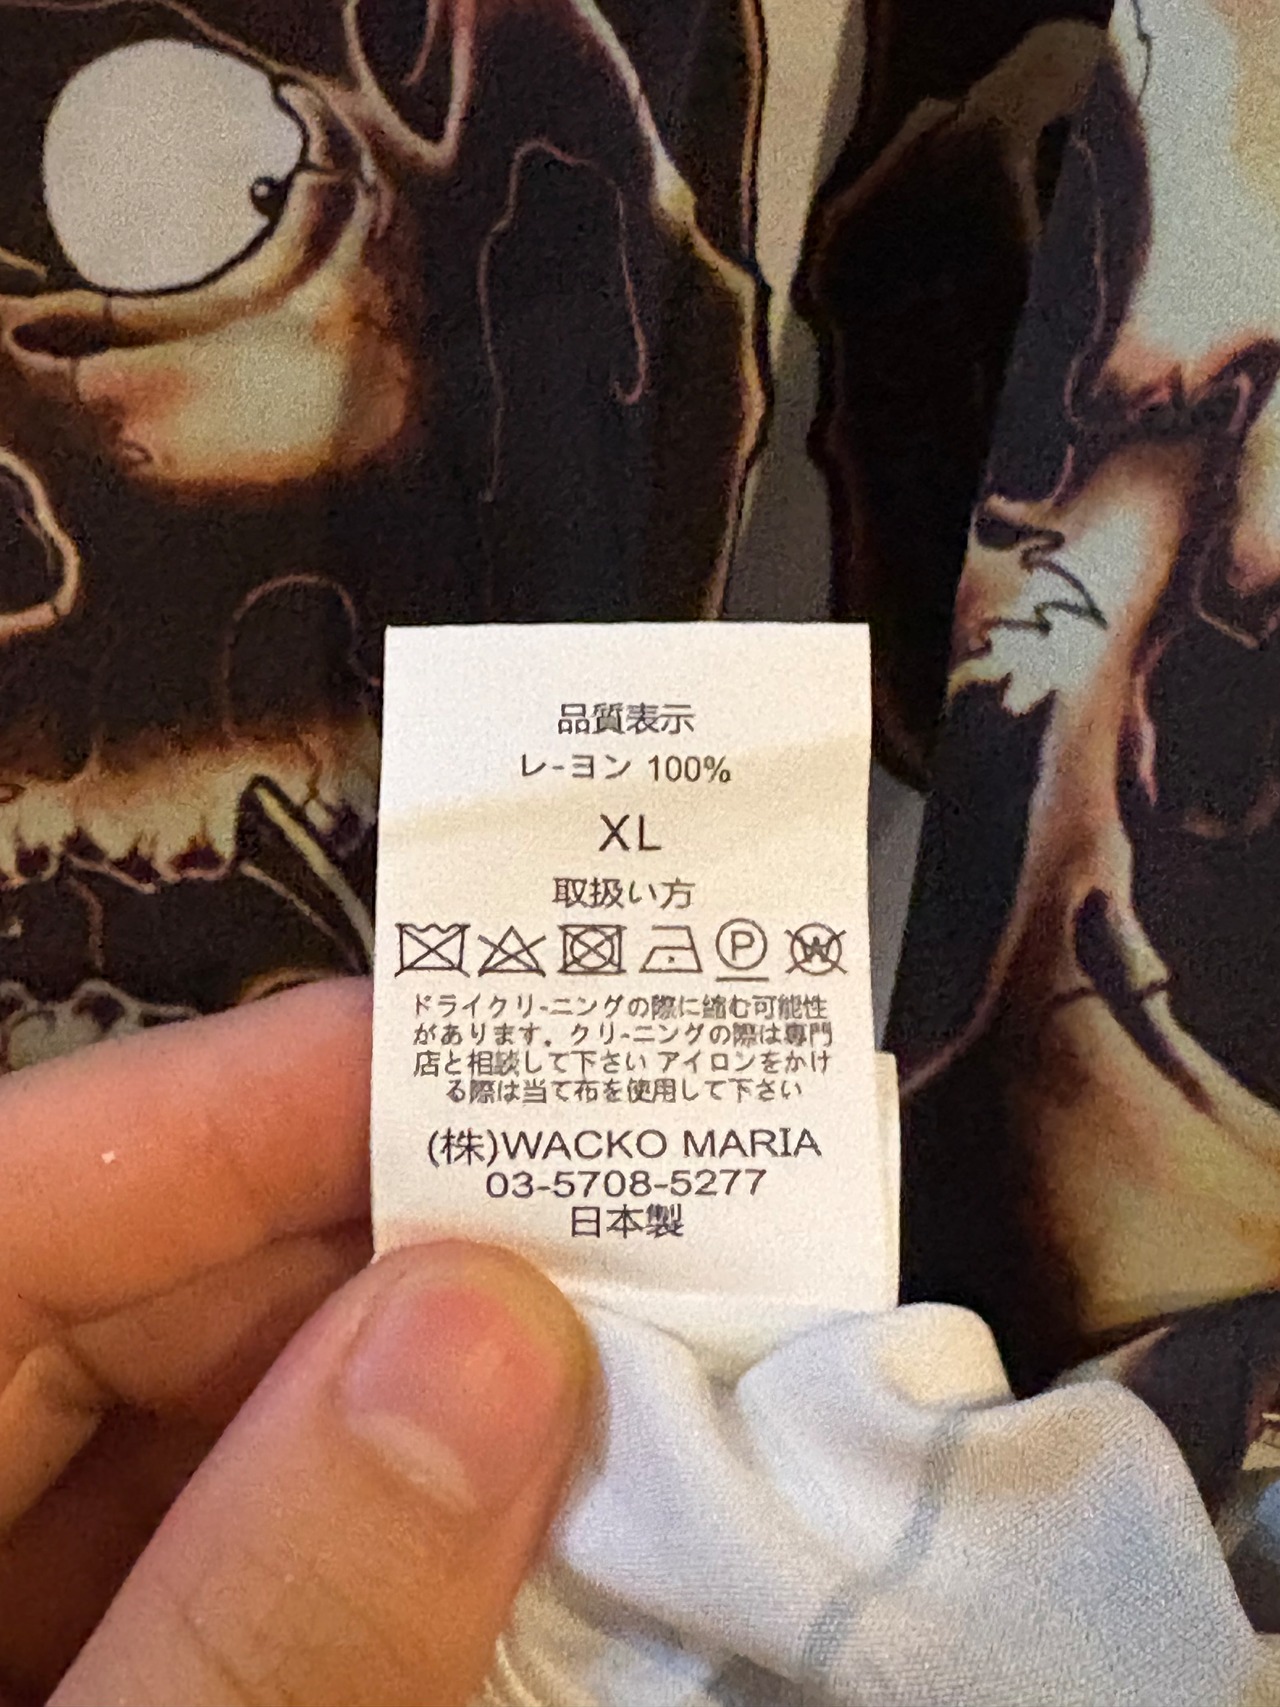 品質表示
レ-ヨン 100%
XL
取扱い方
P W
ドライクリ-ニングの際に縮む可能性
があります。クリ-ニングの際は専門
店と相談して下さい アイロンをかけ
る際は当て布を使用して下さい
(株)WACKO MARIA
03-5708-5277
日本製